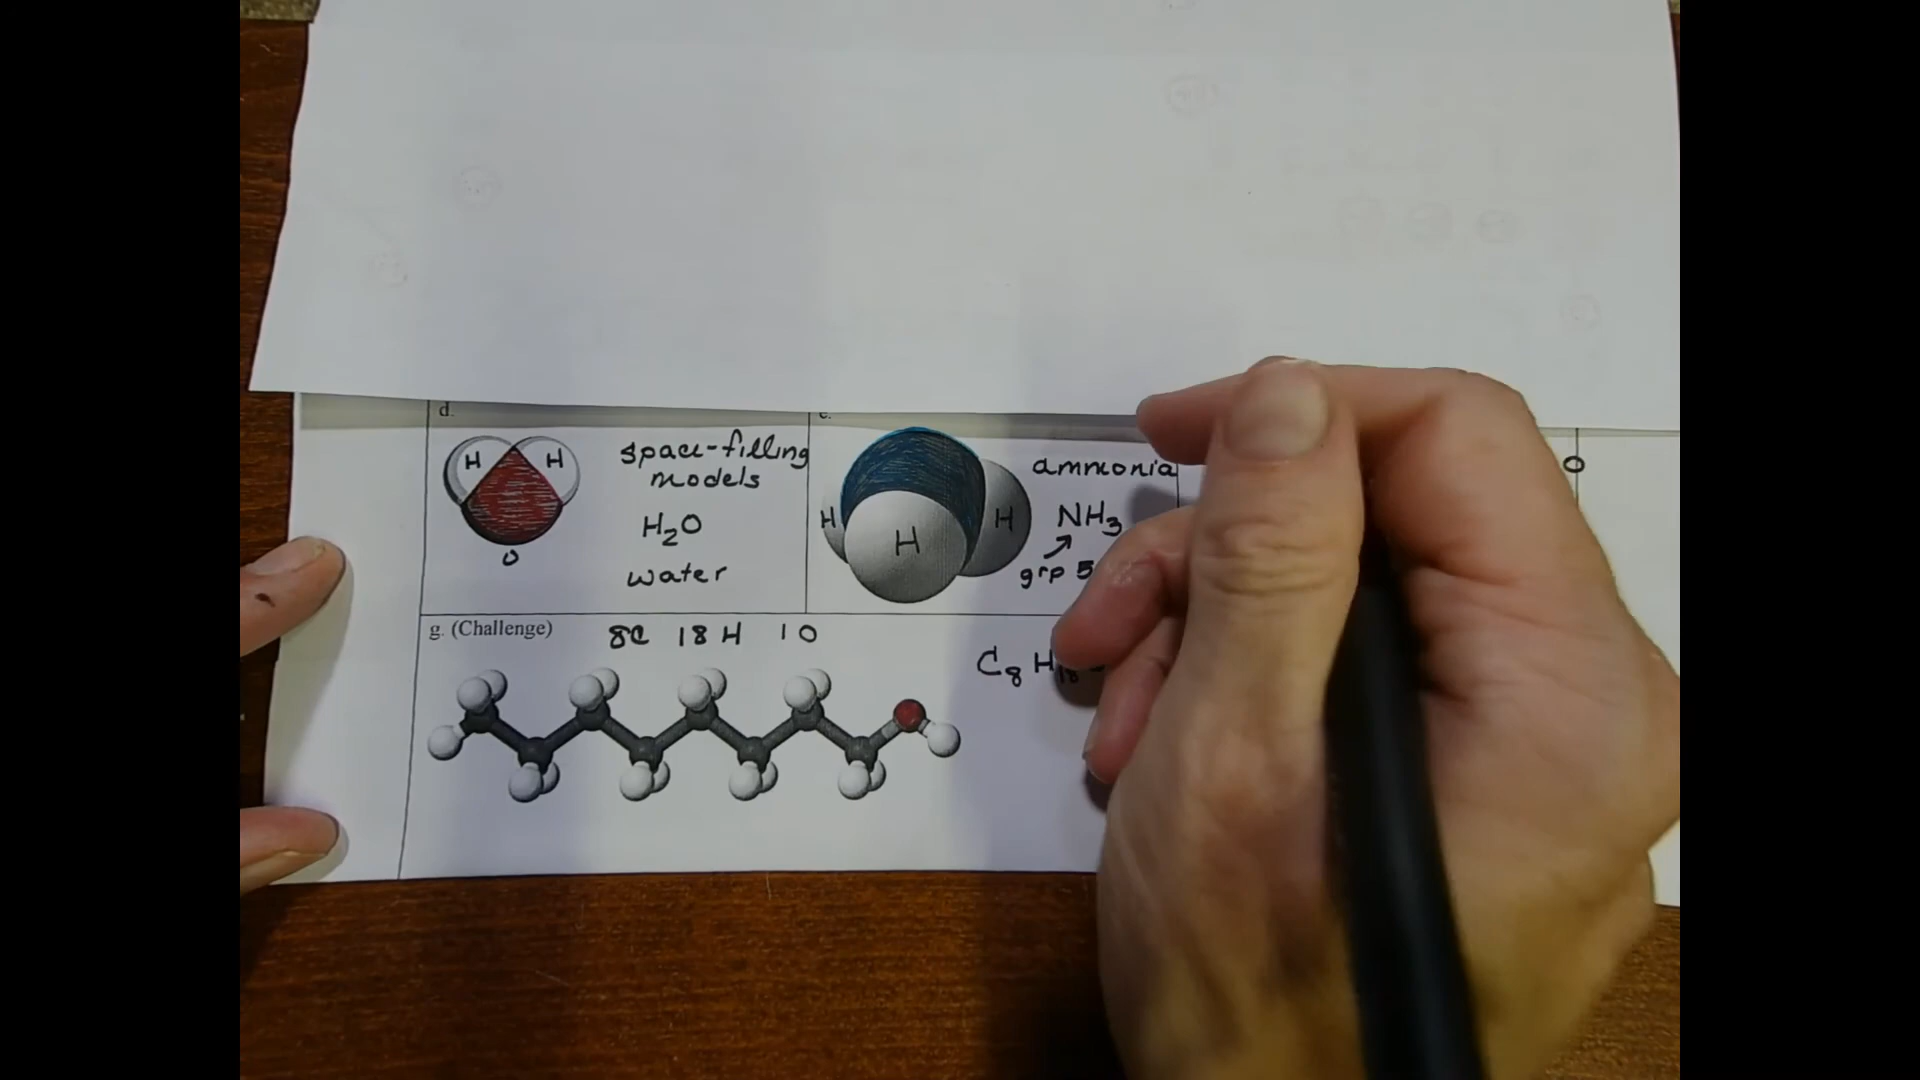 d.
H H
O
space-filling
models
H₂O
water
H H H
ammonia
NH₃
grp 5
O
g. (Challenge)
8C 18H 1O
C₈H₁₈